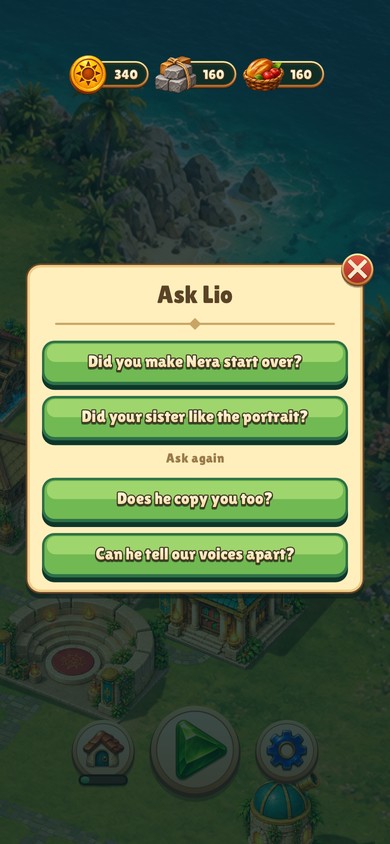 340 160 160
Ask Lio
Did you make Nera start over?
Did your sister like the portrait?
Ask again
Does he copy you too?
Can he tell our voices apart?